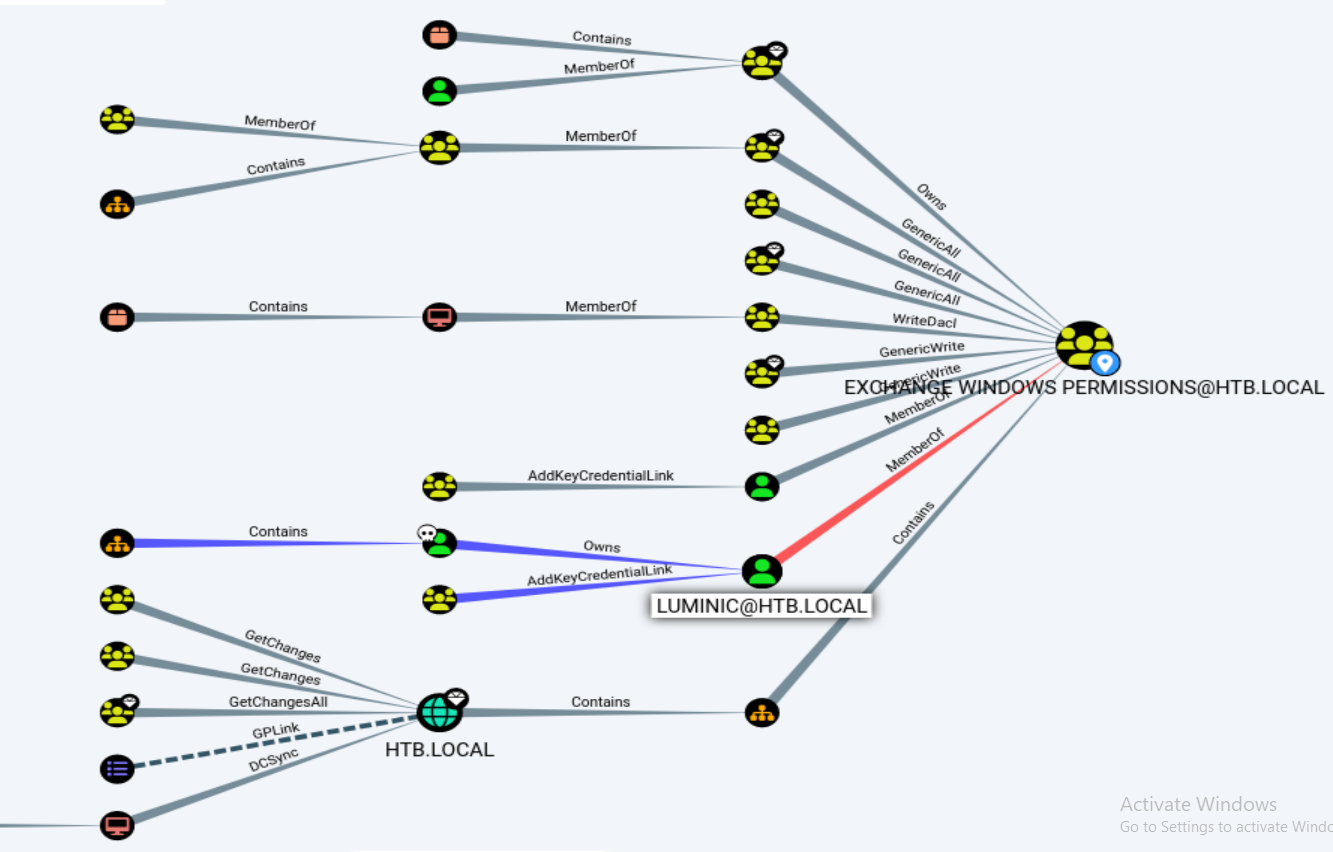 Contains
MemberOf
MemberOf
MemberOf
Contains
Owns
GenericAll
GenericAll
GenericAll
Contains
MemberOf
WriteDacl
GenericWrite
GenericWrite
EXCHANGE WINDOWS PERMISSIONS@HTB.LOCAL
MemberOf
MemberOf
AddKeyCredentialLink
Contains
Contains
Owns
AddKeyCredentialLink
LUMINIC@HTB.LOCAL
GetChanges
GetChanges
GetChangesAll
Contains
GPLink
HTB.LOCAL
DCSync
Activate Windows
Go to Settings to activate Windo